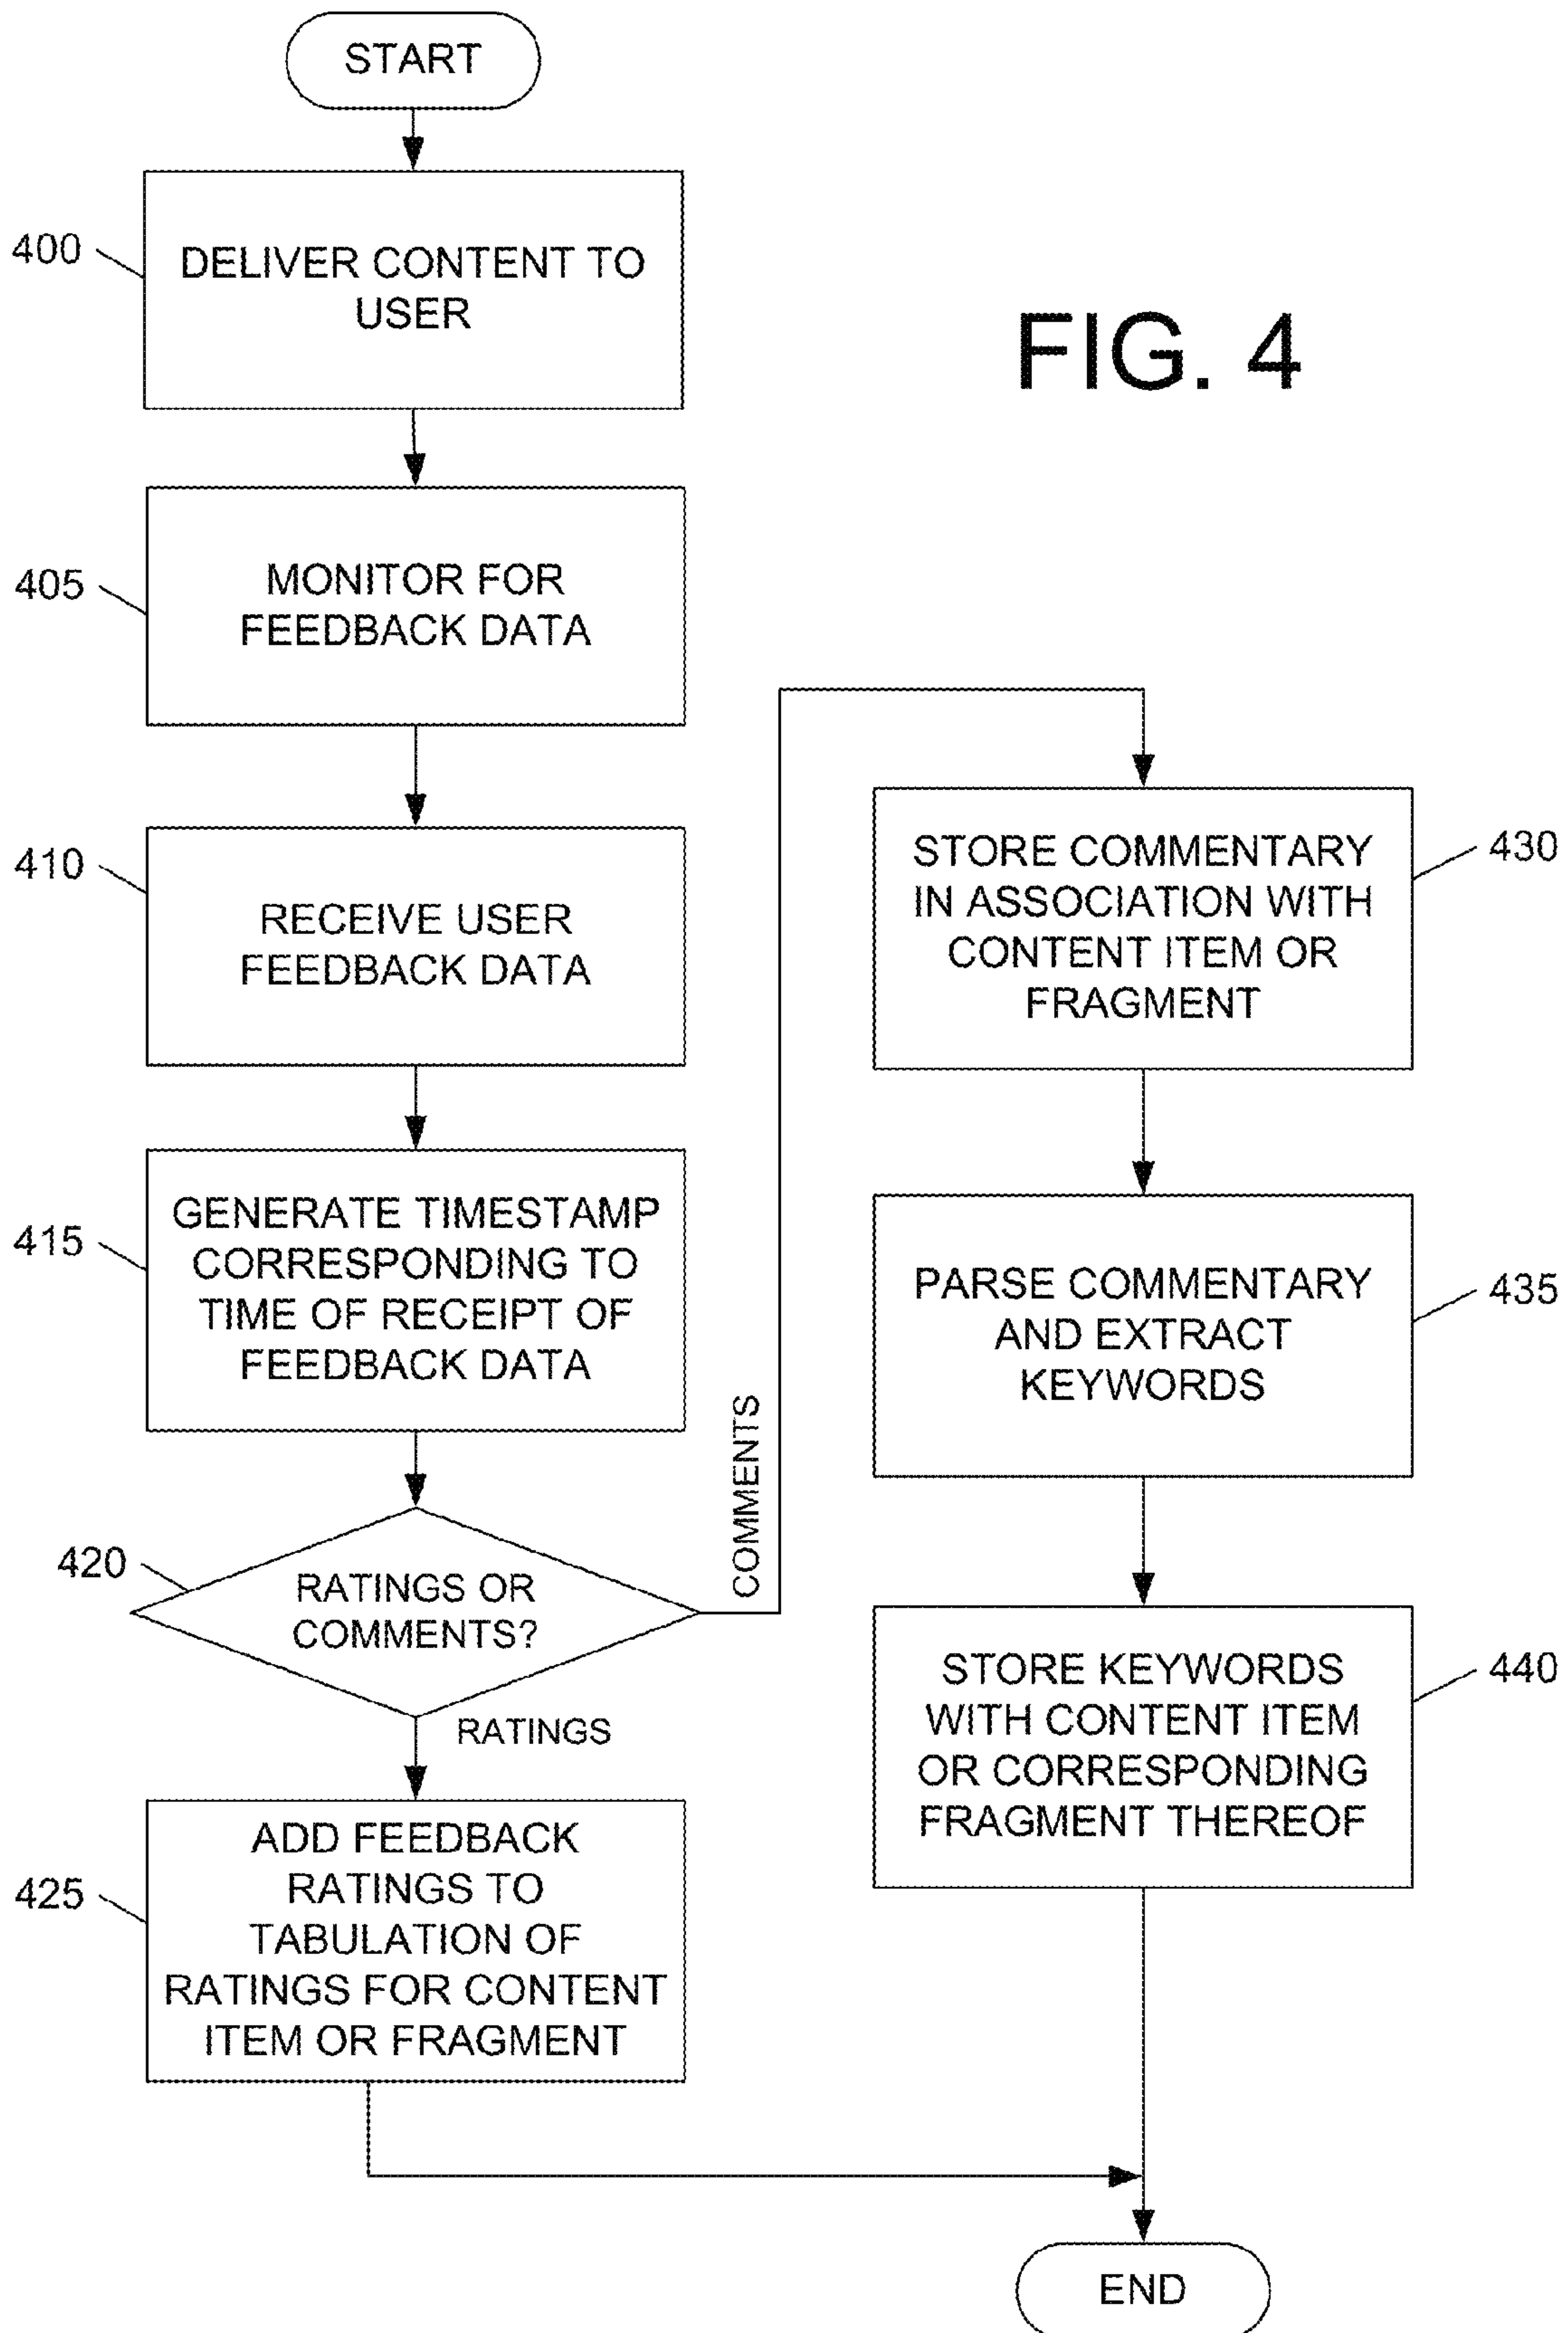 START
400
DELIVER CONTENT TO
USER
FIG. 4
405
MONITOR FOR
FEEDBACK DATA
410
RECEIVE USER
FEEDBACK DATA
415
GENERATE TIMESTAMP
CORRESPONDING TO
TIME OF RECEIPT OF
FEEDBACK DATA
420
RATINGS OR
COMMENTS?
RATINGS
425
ADD FEEDBACK
RATINGS TO
TABULATION OF
RATINGS FOR CONTENT
ITEM OR FRAGMENT
COMMENTS
STORE COMMENTARY
IN ASSOCIATION WITH
CONTENT ITEM OR
FRAGMENT
430
PARSE COMMENTARY
AND EXTRACT
KEYWORDS
435
STORE KEYWORDS
WITH CONTENT ITEM
OR CORRESPONDING
FRAGMENT THEREOF
440
END